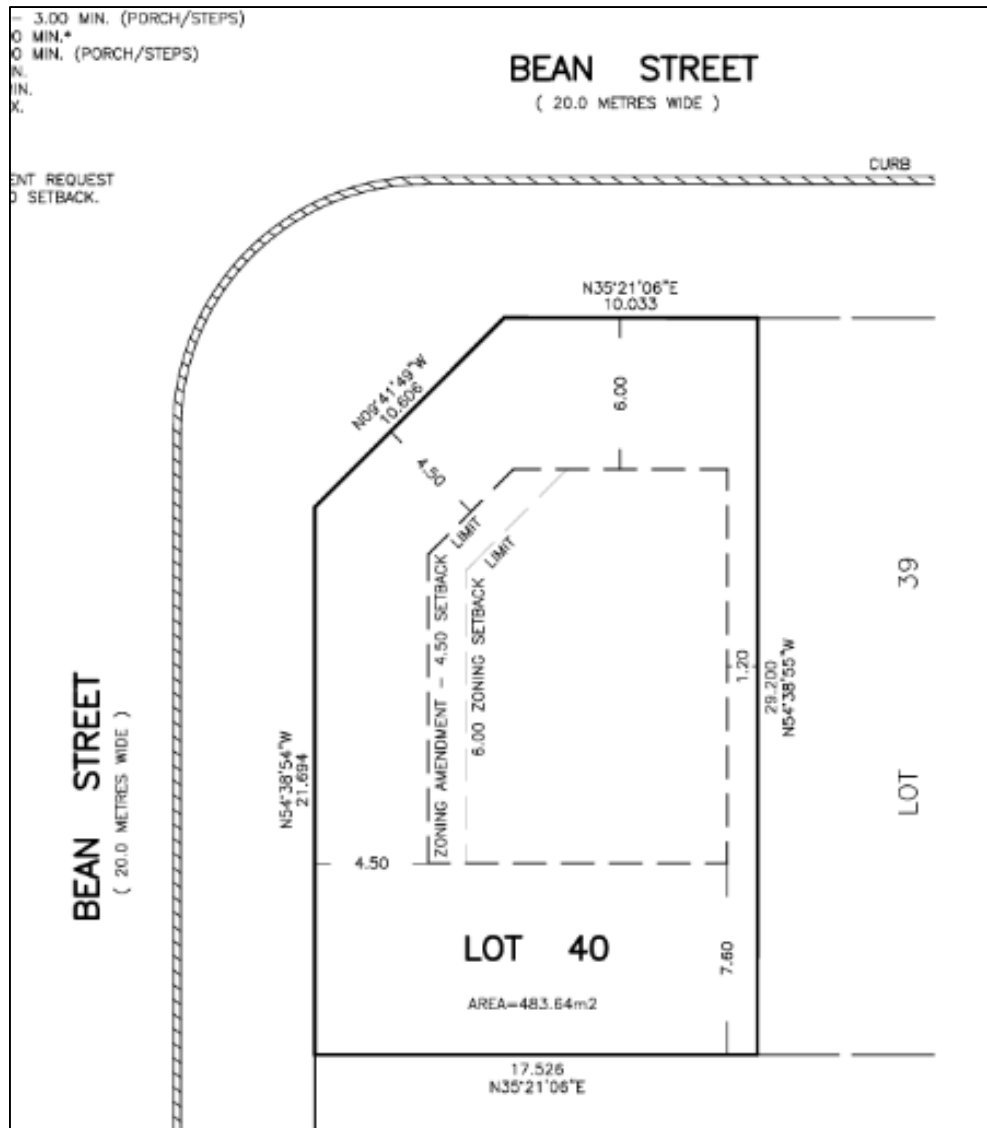 - 3.00 MIN. (PORCH/STEPS)
0 MIN.*
0 MIN. (PORCH/STEPS)
N.
IN.
X.
ENT REQUEST
SETBACK.
BEAN STREET
( 20.0 METRES WIDE )
CURB
N35°21'06"E
10.033
N09°41'49"W
10.606
6.00
4.50
LIMIT
LIMIT
ZONING AMENDMENT - 4.50 SETBACK
6.00 ZONING SETBACK
1.20
29.200
N54°38'55"W
LOT 39
BEAN STREET
( 20.0 METRES WIDE )
N54°38'54"W
21.694
4.50
7.60
LOT 40
AREA=483.64m2
17.526
N35°21'06"E